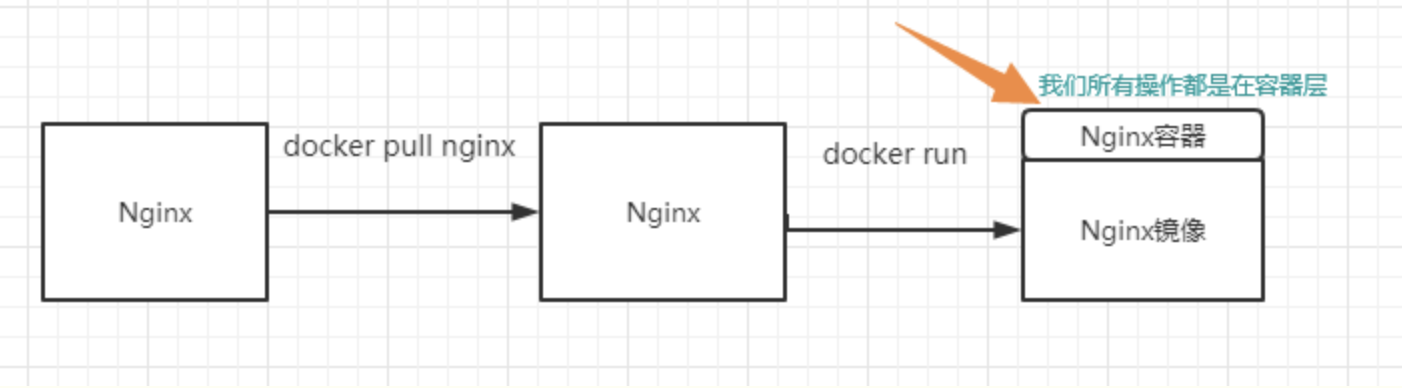 我们所有操作都是在容器层
docker pull nginx
docker run
Nginx容器
Nginx
Nginx
Nginx镜像